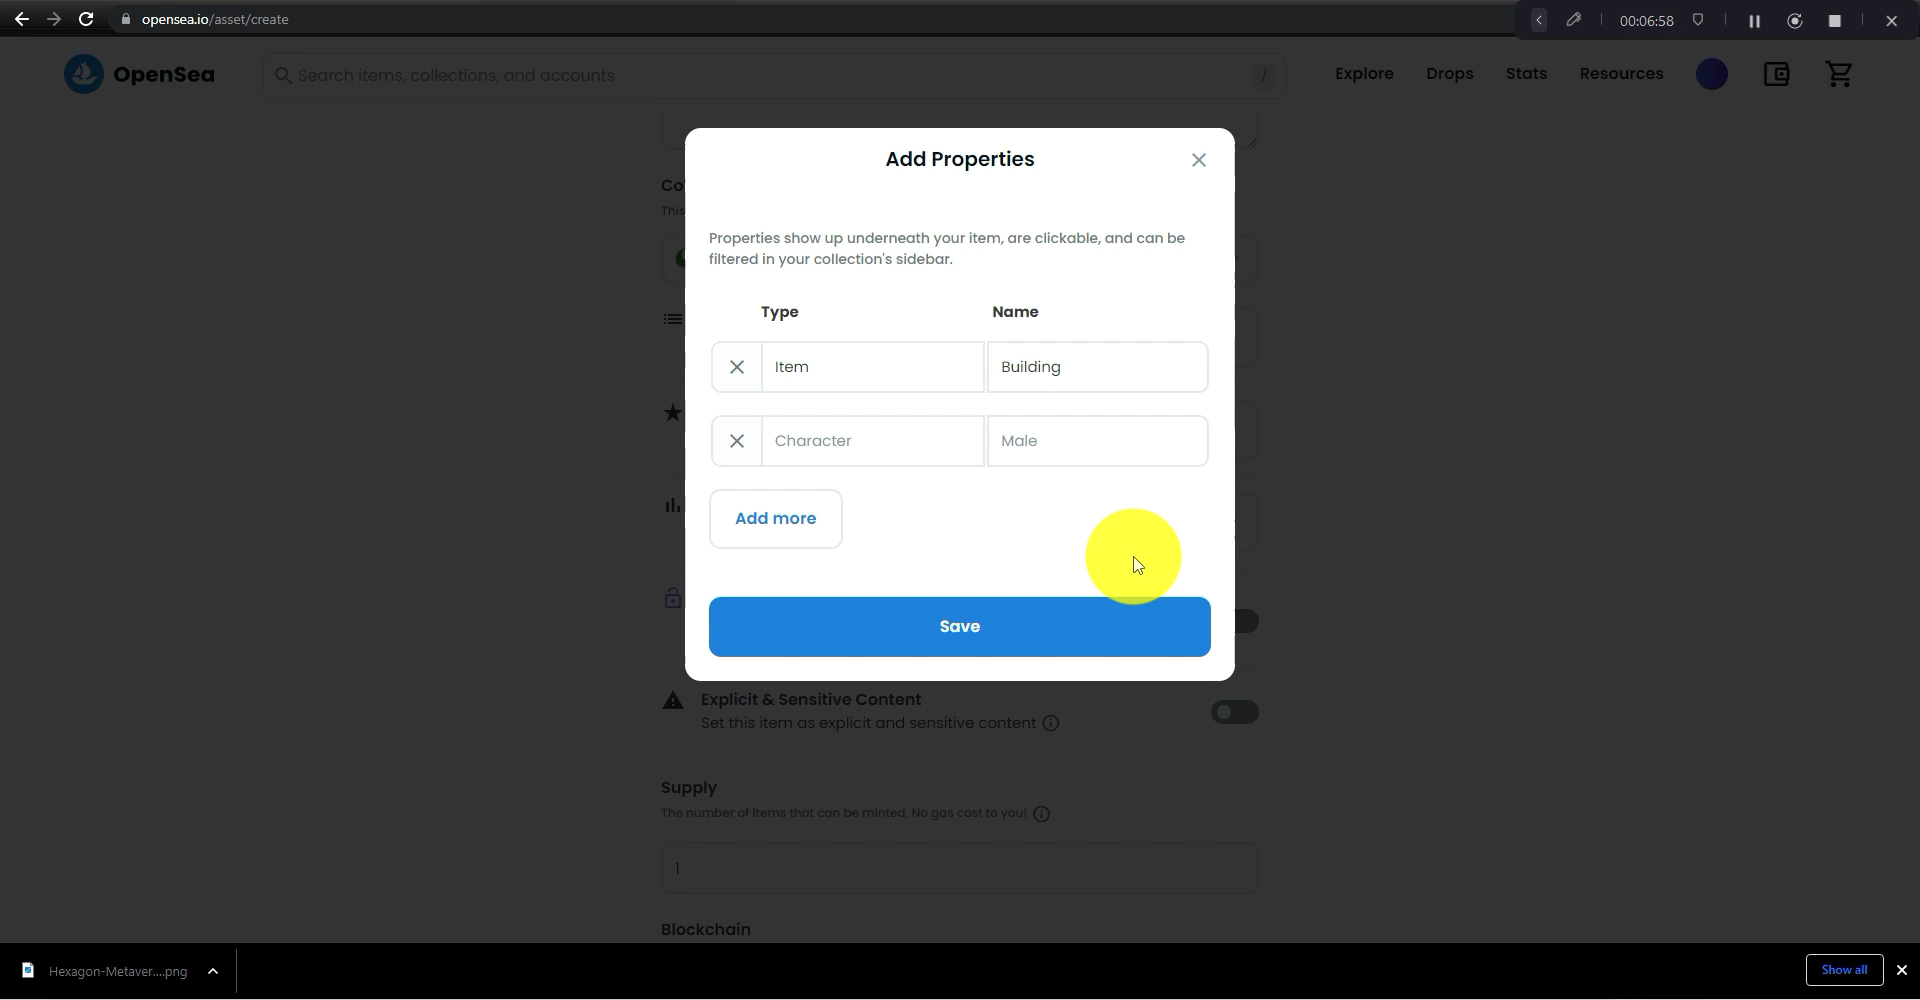 opensea.io/asset/create
00:06:58
OpenSea
Search items, collections, and accounts
/
Explore
Drops
Stats
Resources
Add Properties
Co
This
Properties show up underneath your item, are clickable, and can be
filtered in your collection's sidebar.
Type
Name
Item
Building
Character
Male
Add more
Save
Explicit & Sensitive Content
Set this item as explicit and sensitive content
Supply
The number of items that can be minted. No gas cost to you!
1
Blockchain
Hexagon-Metaver....png
Show all